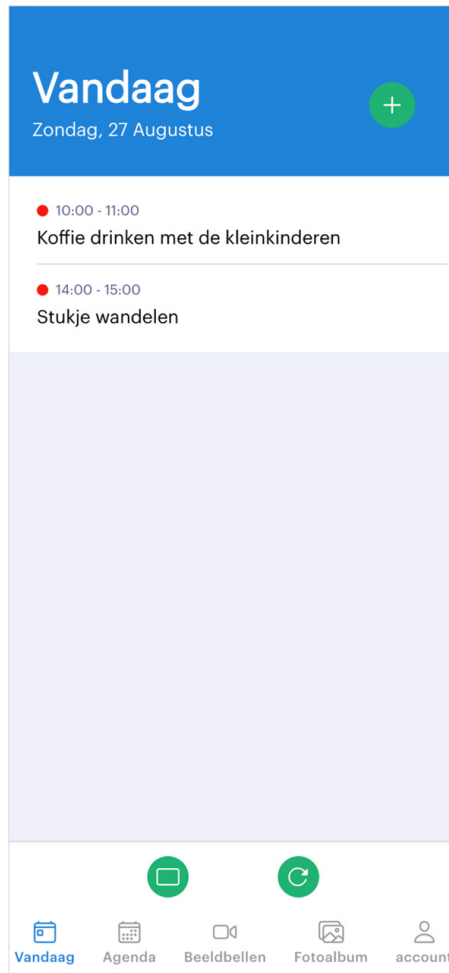 Vandaag
Zondag, 27 Augustus
10:00 - 11:00
Koffie drinken met de kleinkinderen
14:00 - 15:00
Stukje wandelen
Vandaag
Agenda
Beeldbellen
Fotoalbum
account